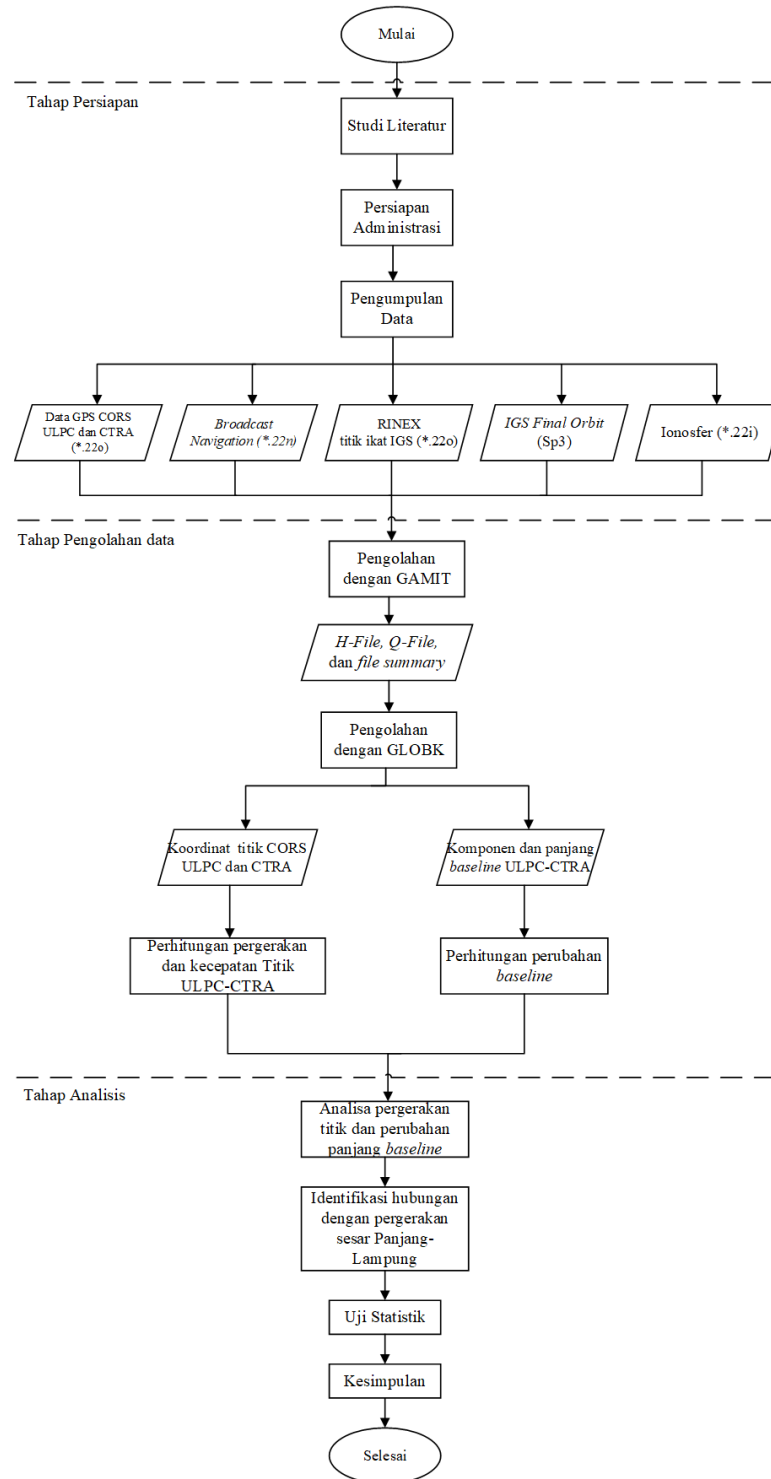 Mulai
Tahap Persiapan
Studi Literatur
Persiapan
Administrasi
Pengumpulan
Data
Data GPS CORS
ULPC dan CTRA
(*.22o)
Broadcast
Navigation (*.22n)
RINEX
titik ikat IGS (*.22o)
IGS Final Orbit
(Sp3)
Ionosfer (*.22i)
Tahap Pengolahan data
Pengolahan
dengan GAMIT
H-File, Q-File,
dan file summary
Pengolahan
dengan GLOBK
Koordinat titik CORS
ULPC dan CTRA
Komponen dan panjang
baseline ULPC-CTRA
Perhitungan pergerakan
dan kecepatan Titik
ULPC-CTRA
Perhitungan perubahan
baseline
Tahap Analisis
Analisa pergerakan
titik dan perubahan
panjang baseline
Identifikasi hubungan
dengan pergerakan
sesar Panjang-
Lampung
Uji Statistik
Kesimpulan
Selesai